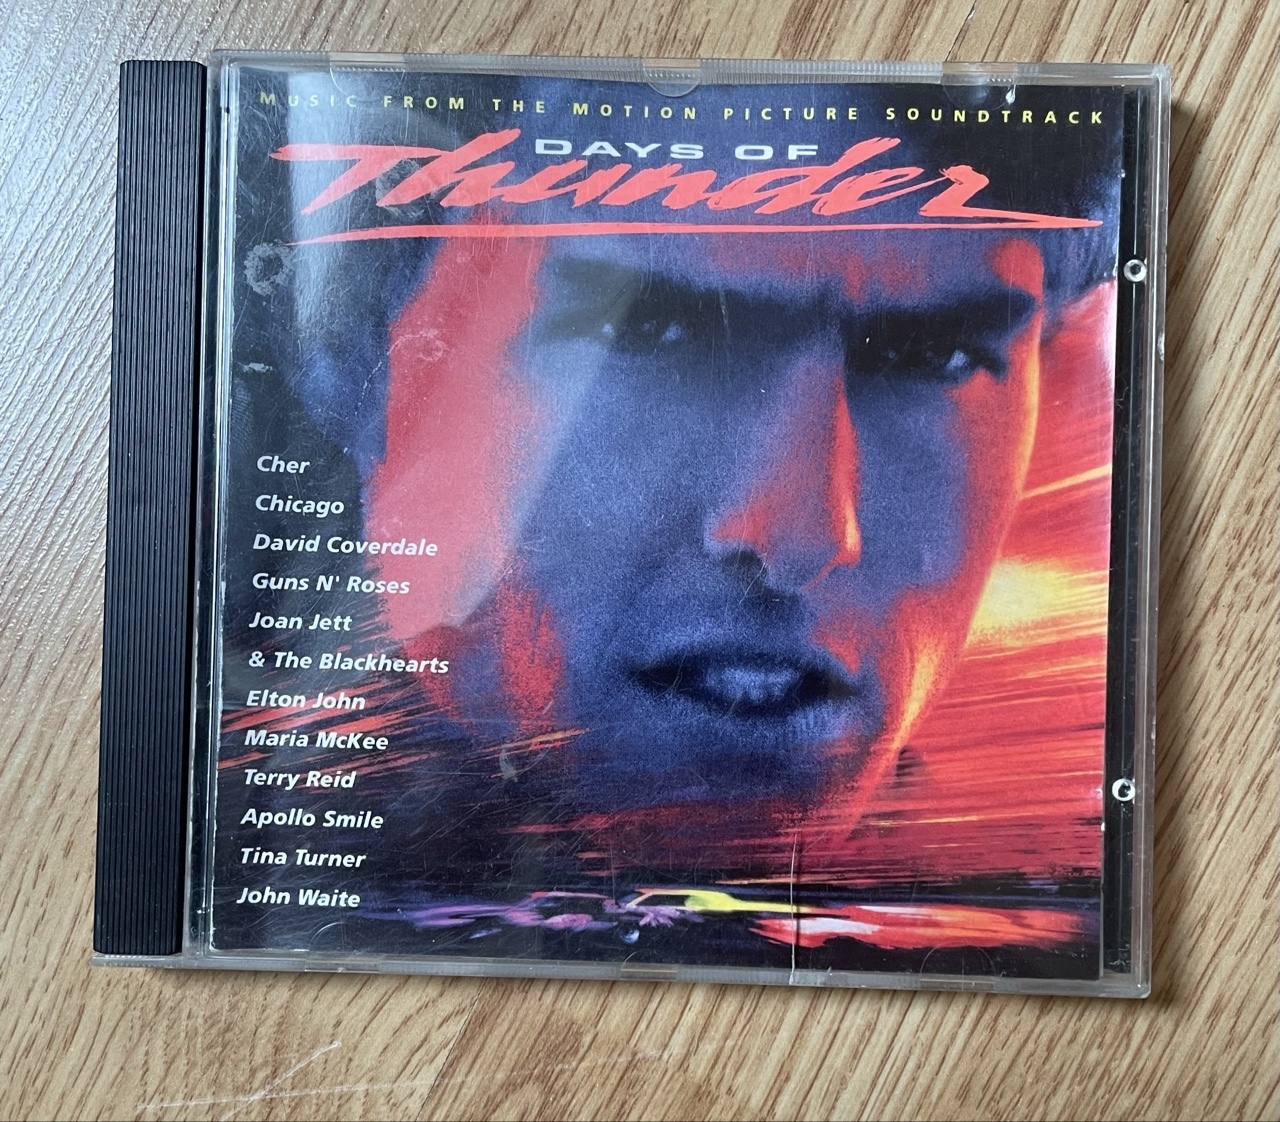 MUSIC FROM THE MOTION PICTURE SOUNDTRACK
DAYS OF
Thunder
Cher
Chicago
David Coverdale
Guns N' Roses
Joan Jett
& The Blackhearts
Elton John
Maria McKee
Terry Reid
Apollo Smile
Tina Turner
John Waite